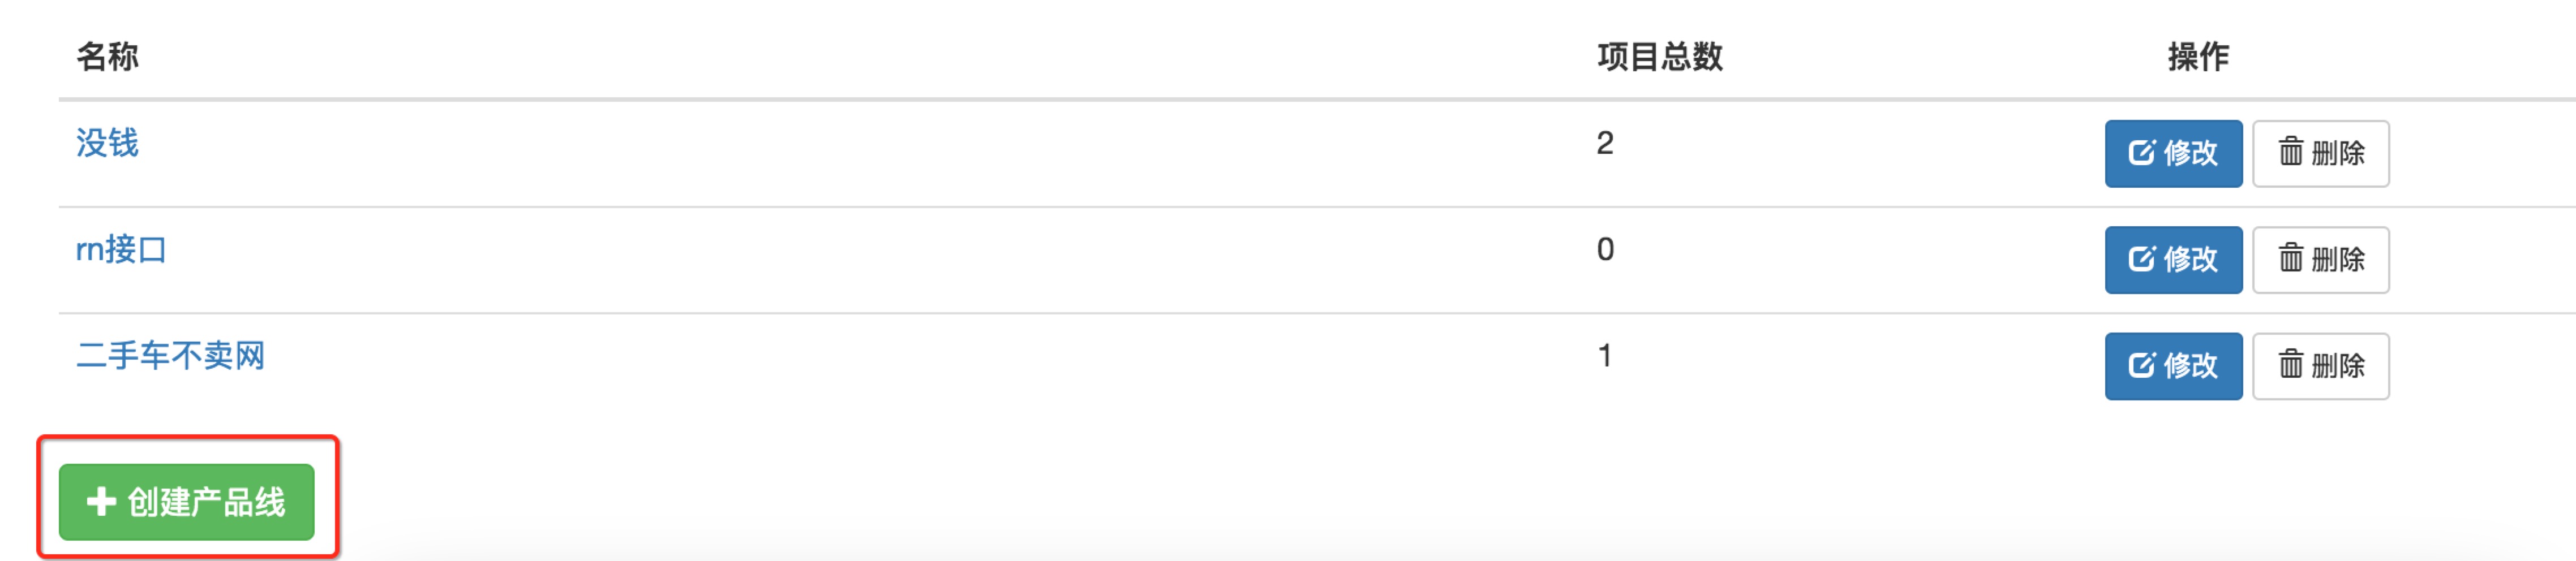 名称 项目总数 操作
没钱 2 修改 删除
rn接口 0 修改 删除
二手车不卖网 1 修改 删除
创建产品线